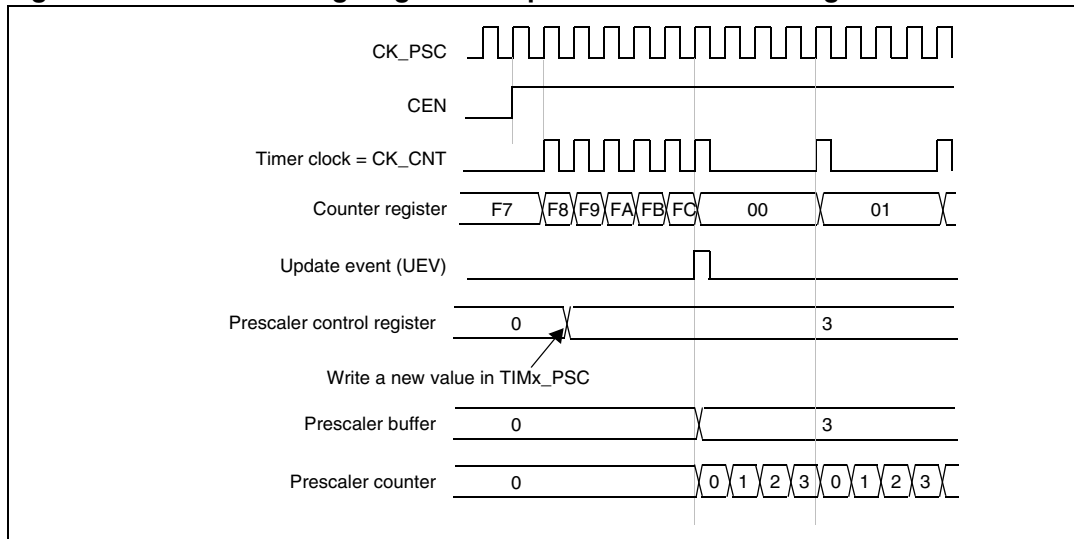 CK_PSC
CEN
Timer clock = CK_CNT
Counter register F7 F8 F9 FA FB FC 00 01
Update event (UEV)
Prescaler control register 0 3
Write a new value in TIMx_PSC
Prescaler buffer 0 3
Prescaler counter 0 0 1 2 3 0 1 2 3